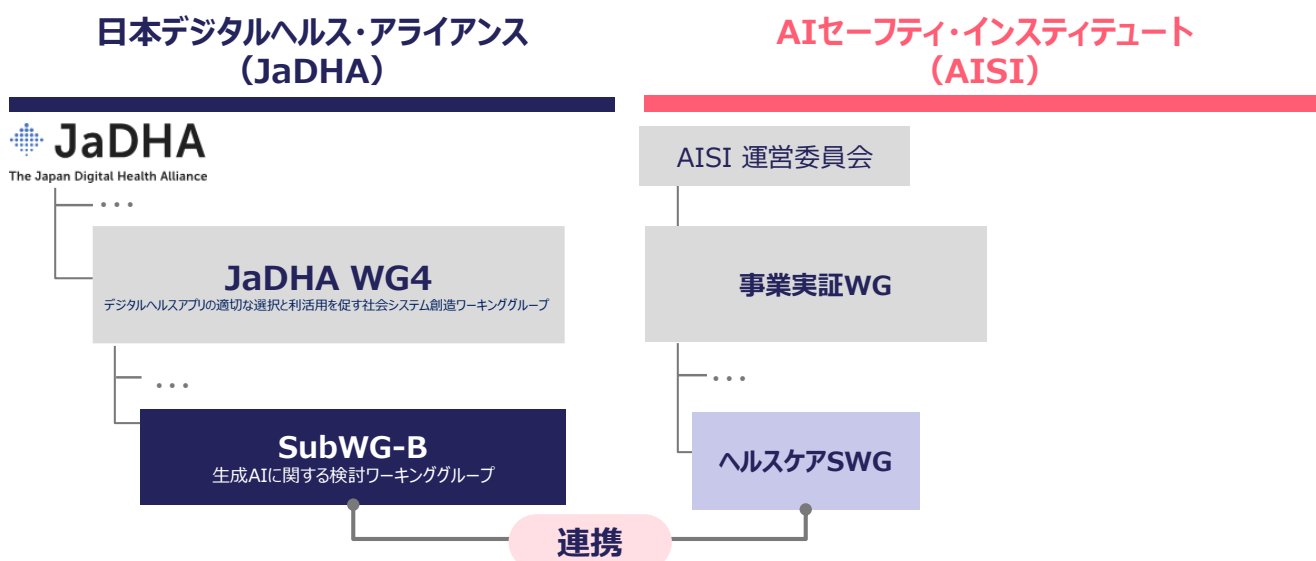 日本デジタルヘルス・アライアンス
（JaDHA）
JaDHA
The Japan Digital Health Alliance
...
JaDHA WG4
デジタルヘルスアプリの適切な選択と利活用を促す社会システム創造ワーキンググループ
...
SubWG-B
生成AIに関する検討ワーキンググループ
AIセーフティ・インスティテュート
（AISI）
AISI 運営委員会
事業実証WG
...
ヘルスケアSWG
連携